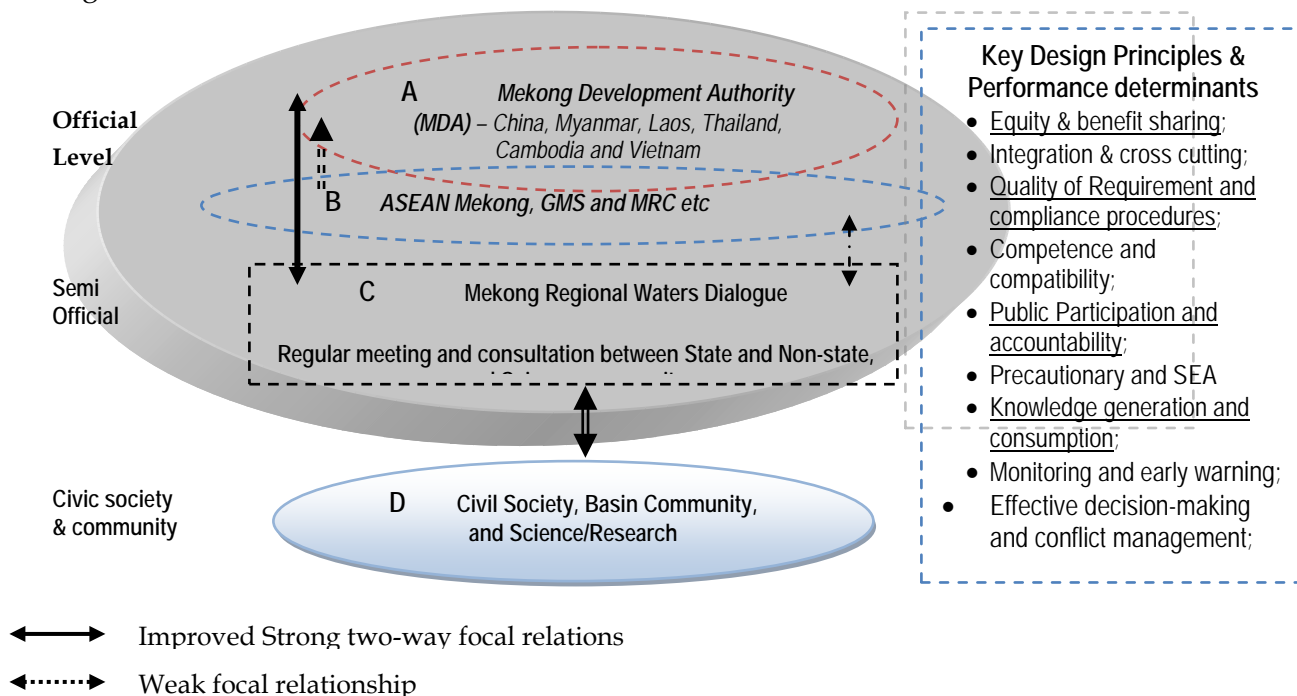 Official
Level
A Mekong Development Authority
(MDA) – China, Myanmar, Laos, Thailand,
Cambodia and Vietnam
B ASEAN Mekong, GMS and MRC etc
Semi
Official
C Mekong Regional Waters Dialogue
Regular meeting and consultation between State and Non-state,
Civic society
& community
D Civil Society, Basin Community,
and Science/Research
Key Design Principles &
Performance determinants
• Equity & benefit sharing;
• Integration & cross cutting;
• Quality of Requirement and
compliance procedures;
• Competence and
compatibility;
• Public Participation and
accountability;
• Precautionary and SEA
• Knowledge generation and
consumption;
• Monitoring and early warning;
• Effective decision-making
and conflict management;
Improved Strong two-way focal relations
Weak focal relationship